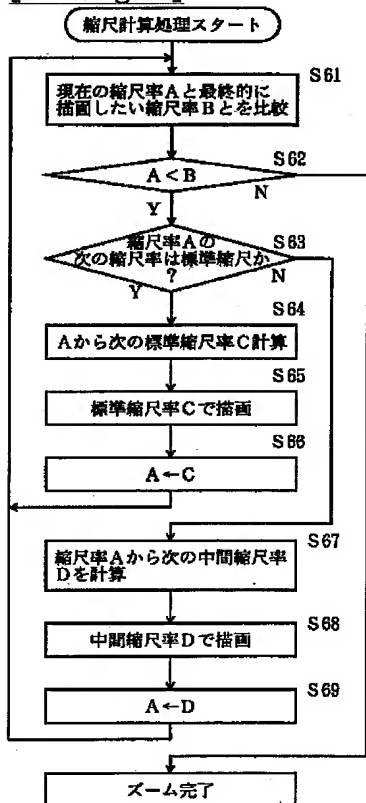 縮尺計算処理スタート
S61
現在の縮尺率Aと最終的に
描画したい縮尺率Bとを比較
S62
A<B
N
Y
縮尺率Aの
S63
次の縮尺率は標準縮尺か
?
N
Y
S64
Aから次の標準縮尺率C計算
S65
標準縮尺率Cで描画
S66
A←C
S67
縮尺率Aから次の中間縮尺率
Dを計算
S68
中間縮尺率Dで描画
S69
A←D
ズーム完了